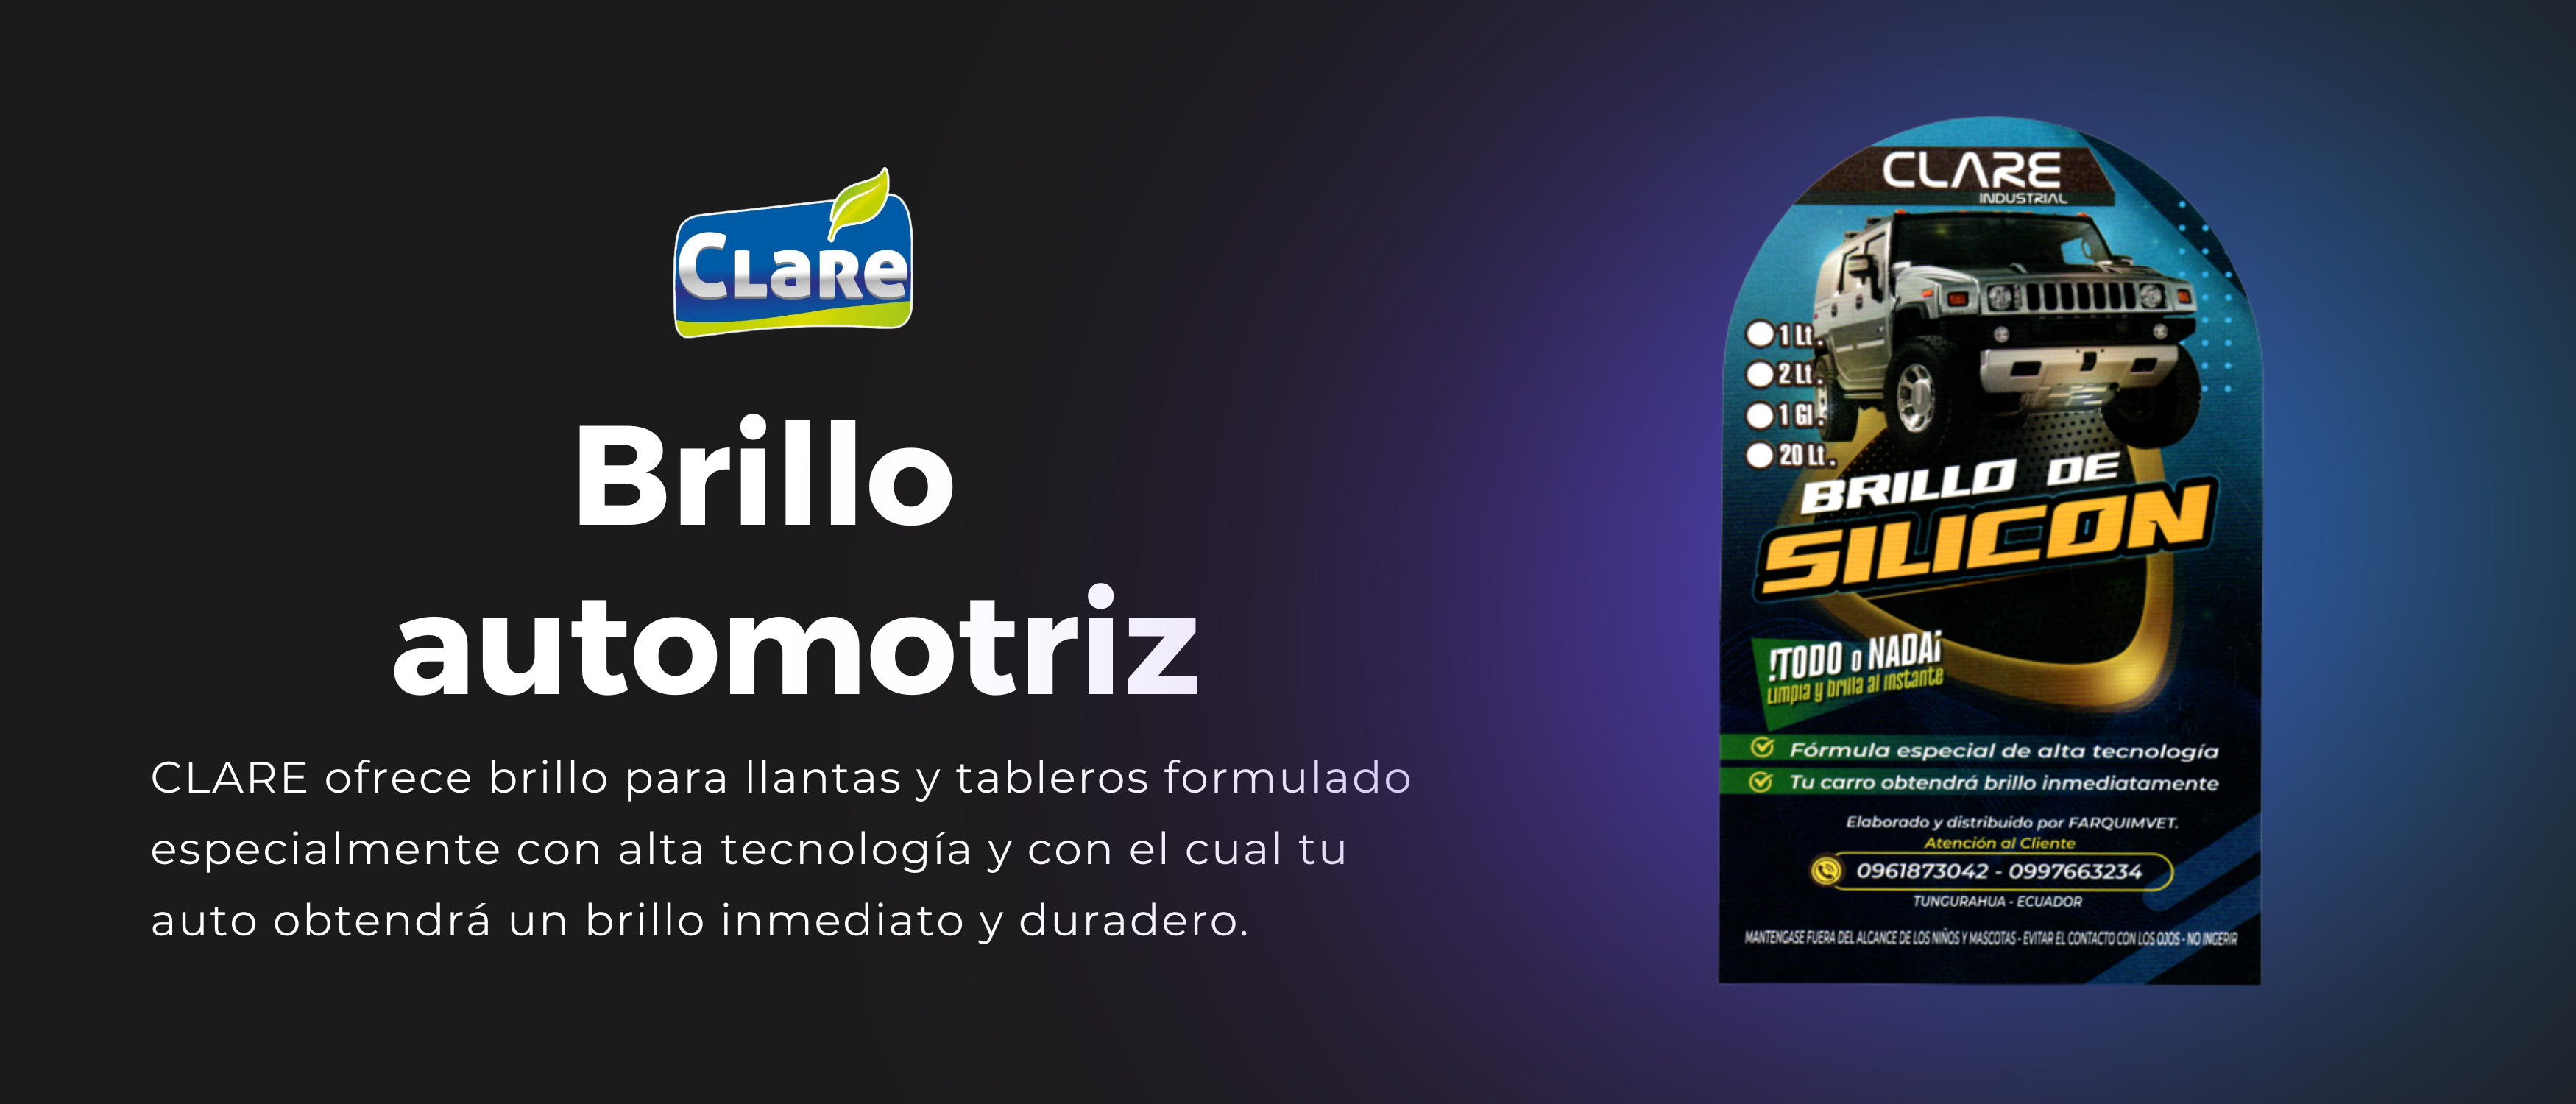 CLaRe
Brillo
automotriz
CLARE ofrece brillo para llantas y tableros formulado
especialmente con alta tecnología y con el cual tu
auto obtendrá un brillo inmediato y duradero.
CLARE
INDUSTRIAL
1 Lt.
2 Lt.
1 Gl.
20 Lt.
BRILLO DE
SILICON
!TODO o NADA¡
Limpia y brilla al instante
Fórmula especial de alta tecnología
Tu carro obtendrá brillo inmediatamente
Elaborado y distribuido por FARQUIMVET.
Atención al Cliente
0961873042 - 0997663234
TUNGURAHUA - ECUADOR
MANTENGASE FUERA DEL ALCANCE DE LOS NIÑOS Y MASCOTAS - EVITAR EL CONTACTO CON LOS OJOS - NO INGERIR